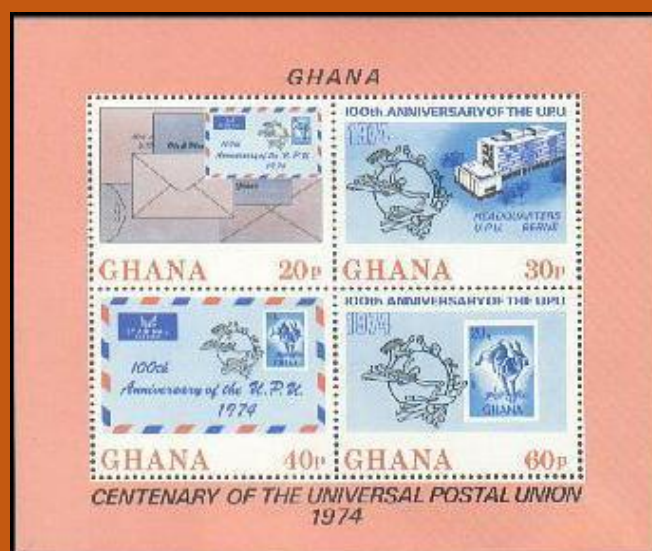 GHANA
100th
Anniversary of the U.P.U
1974
GHANA 20p
100th ANNIVERSARY OF THE U.P.U
1974
HEADQUARTERS
U.P.U. BERNE
GHANA 30p
100th
Anniversary of the U.P.U.
1974
GHANA 40p
100th ANNIVERSARY OF THE U.P.U
1974
GHANA
GHANA 60p
CENTENARY OF THE UNIVERSAL POSTAL UNION
1974